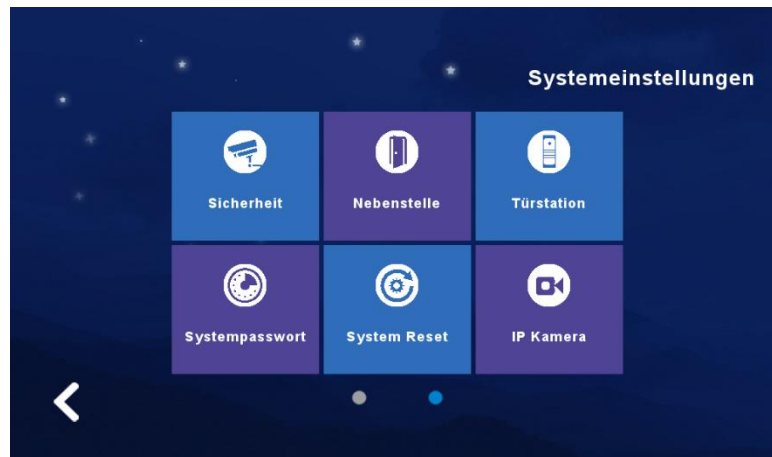 Systemeinstellungen
Sicherheit
Nebenstelle
Türstation
Systempasswort
System Reset
IP Kamera